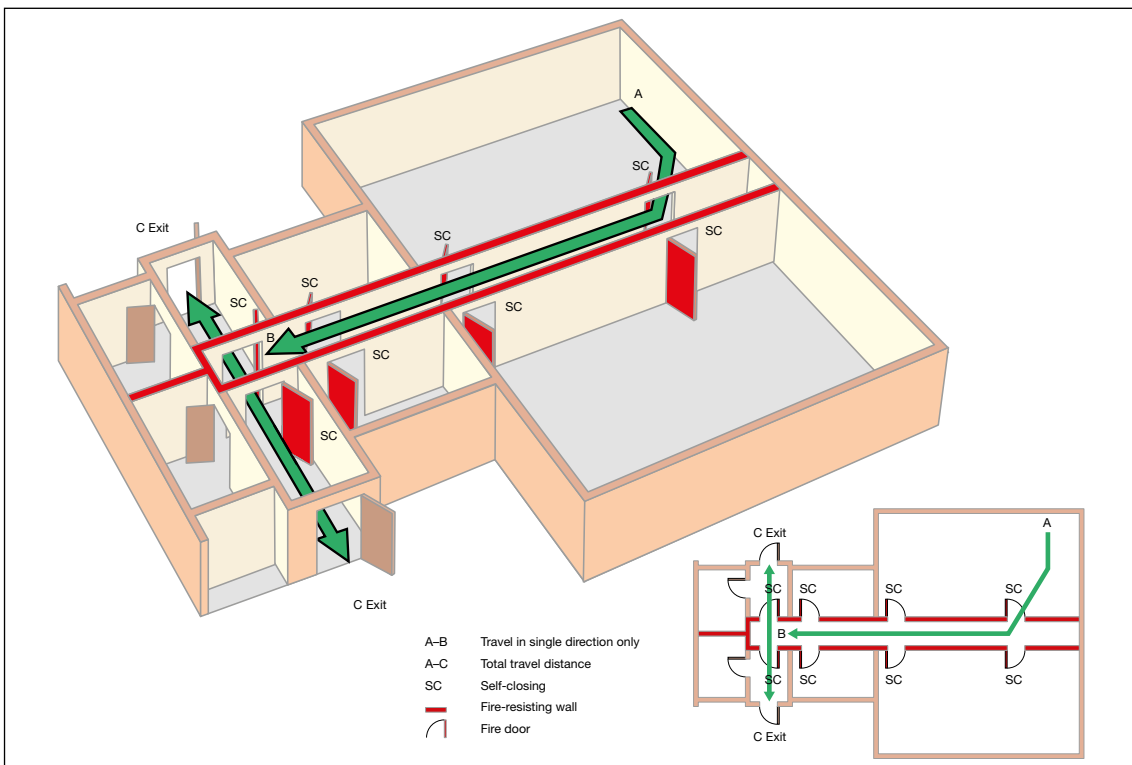 A
SC
SC
C Exit
SC
SC
SC
SC
B
SC
SC
C Exit
A–B Travel in single direction only
A–C Total travel distance
SC Self-closing
Fire-resisting wall
Fire door
A
C Exit
SC SC SC SC
B
SC SC SC SC
C Exit